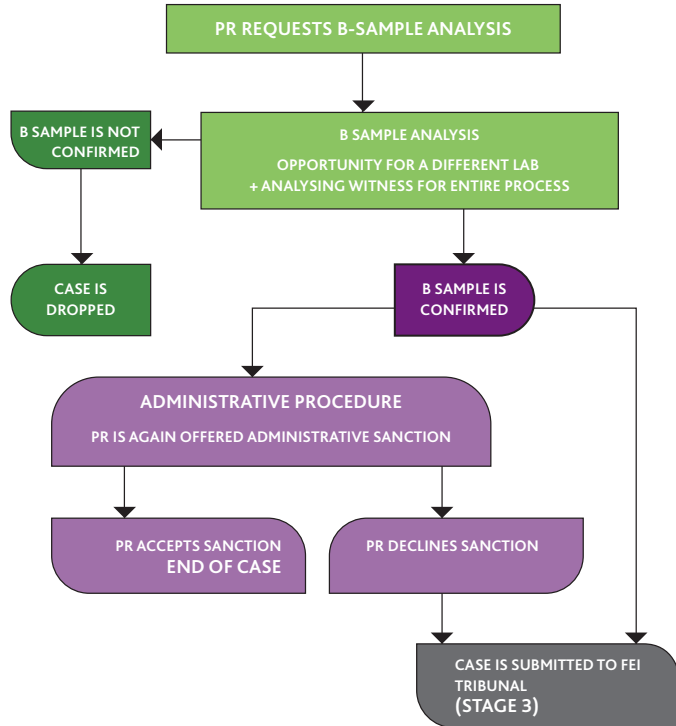 PR REQUESTS B-SAMPLE ANALYSIS
B SAMPLE IS NOT
CONFIRMED
B SAMPLE ANALYSIS
OPPORTUNITY FOR A DIFFERENT LAB
+ ANALYSING WITNESS FOR ENTIRE PROCESS
CASE IS
DROPPED
B SAMPLE IS
CONFIRMED
ADMINISTRATIVE PROCEDURE
PR IS AGAIN OFFERED ADMINISTRATIVE SANCTION
PR ACCEPTS SANCTION
END OF CASE
PR DECLINES SANCTION
CASE IS SUBMITTED TO FEI
TRIBUNAL
(STAGE 3)